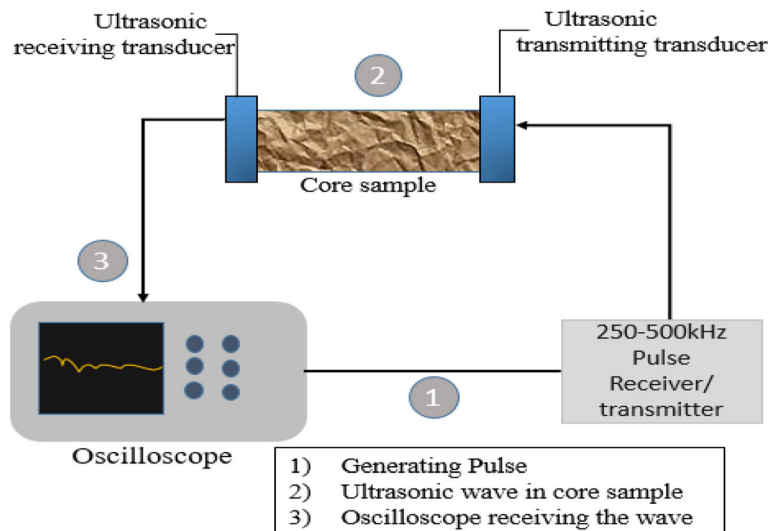 Ultrasonic
receiving transducer
Ultrasonic
transmitting transducer
2
Core sample
3
250-500kHz
Pulse
Receiver/
transmitter
1
Oscilloscope
1) Generating Pulse
2) Ultrasonic wave in core sample
3) Oscilloscope receiving the wave